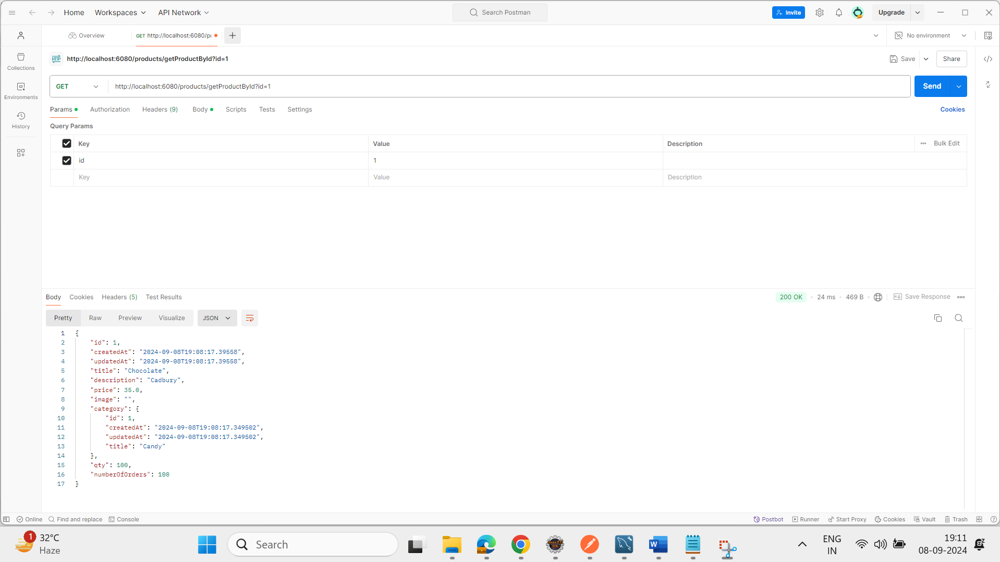 Home Workspaces API Network Search Postman Invite Upgrade
Overview GET http://localhost:6080/pr No environment
HTTP http://localhost:6080/products/getProductById?id=1 Save Share
Collections
Environments
History
GET http://localhost:6080/products/getProductById?id=1 Send
Params Authorization Headers (9) Body Scripts Tests Settings Cookies
Query Params
Key Value Description Bulk Edit
id 1
Key Value Description
Body Cookies Headers (5) Test Results 200 OK 24 ms 469 B e.g. Save Response
Pretty Raw Preview Visualize JSON
1 {
2 "id": 1,
3 "createdAt": "2024-09-08T19:08:17.39558",
4 "updatedAt": "2024-09-08T19:08:17.39558",
5 "title": "Chocolate",
6 "description": "Cadbury",
7 "price": 35.0,
8 "image": "",
9 "category": {
10 "id": 1,
11 "createdAt": "2024-09-08T19:08:17.349502",
12 "updatedAt": "2024-09-08T19:08:17.349502",
13 "title": "Candy"
14 },
15 "qty": 100,
16 "numberOfOrders": 100
17 }
Online Find and replace Console Postbot Runner Start Proxy Cookies Vault Trash
1 32°C
Haze
Search
Java EE
IDE
W
ENG
IN
19:11
08-09-2024